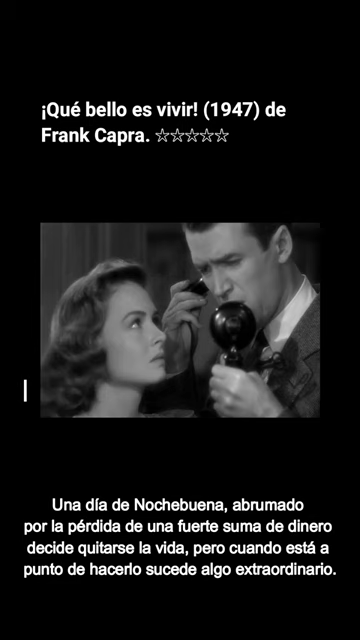 ¡Qué bello es vivir! (1947) de
Frank Capra. ☆☆☆☆☆
Una día de Nochebuena, abrumado
por la pérdida de una fuerte suma de dinero
decide quitarse la vida, pero cuando está a
punto de hacerlo sucede algo extraordinario.